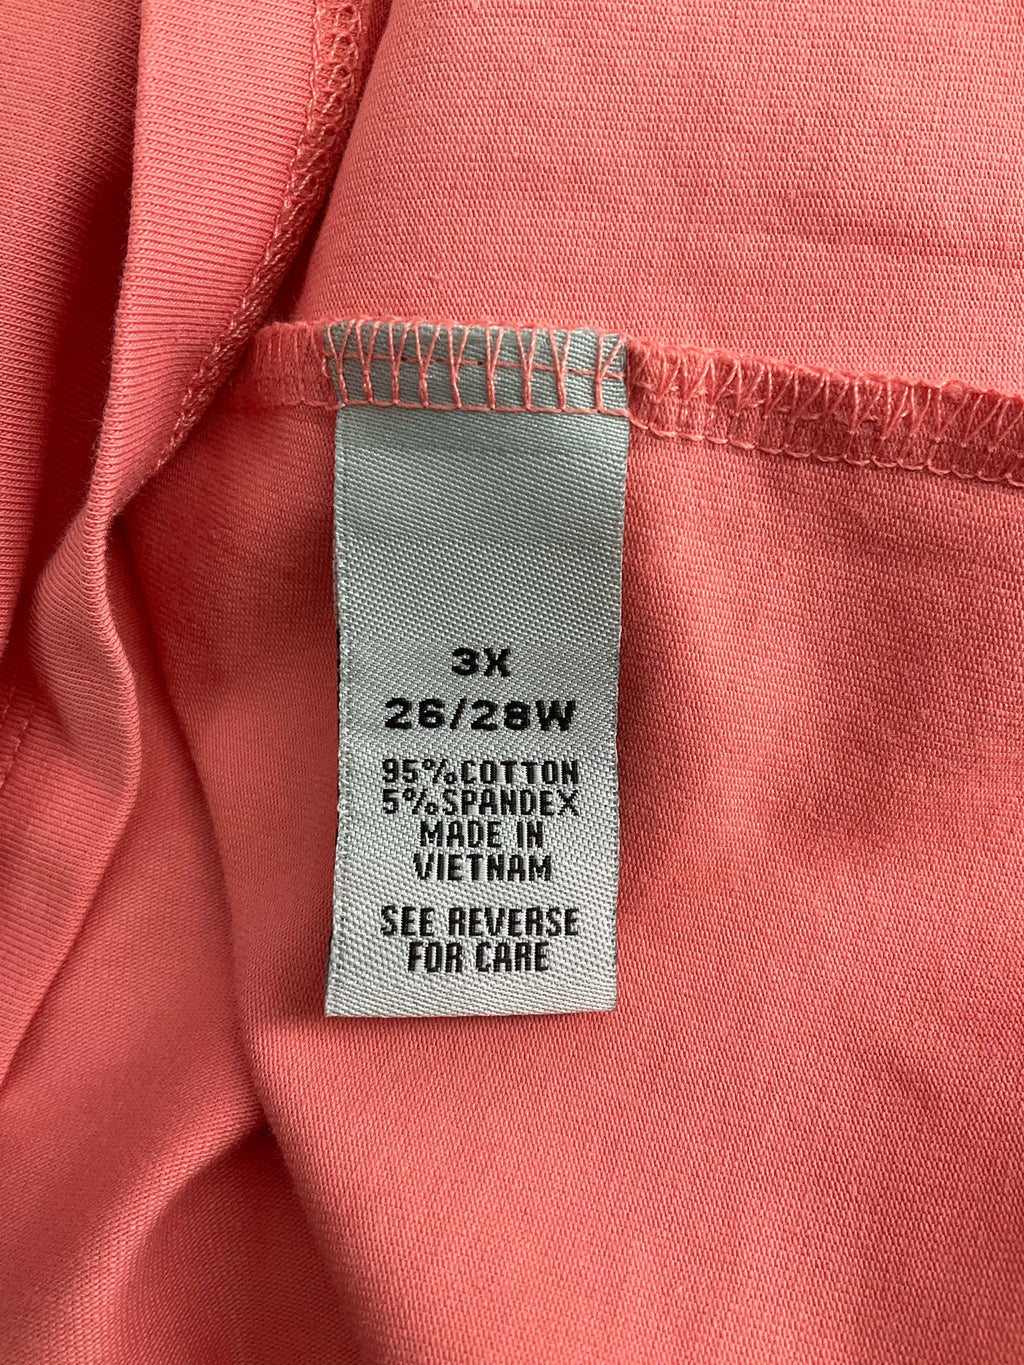 3X
26/28W
95%COTTON
5%SPANDEX
MADE IN
VIETNAM
SEE REVERSE
FOR CARE